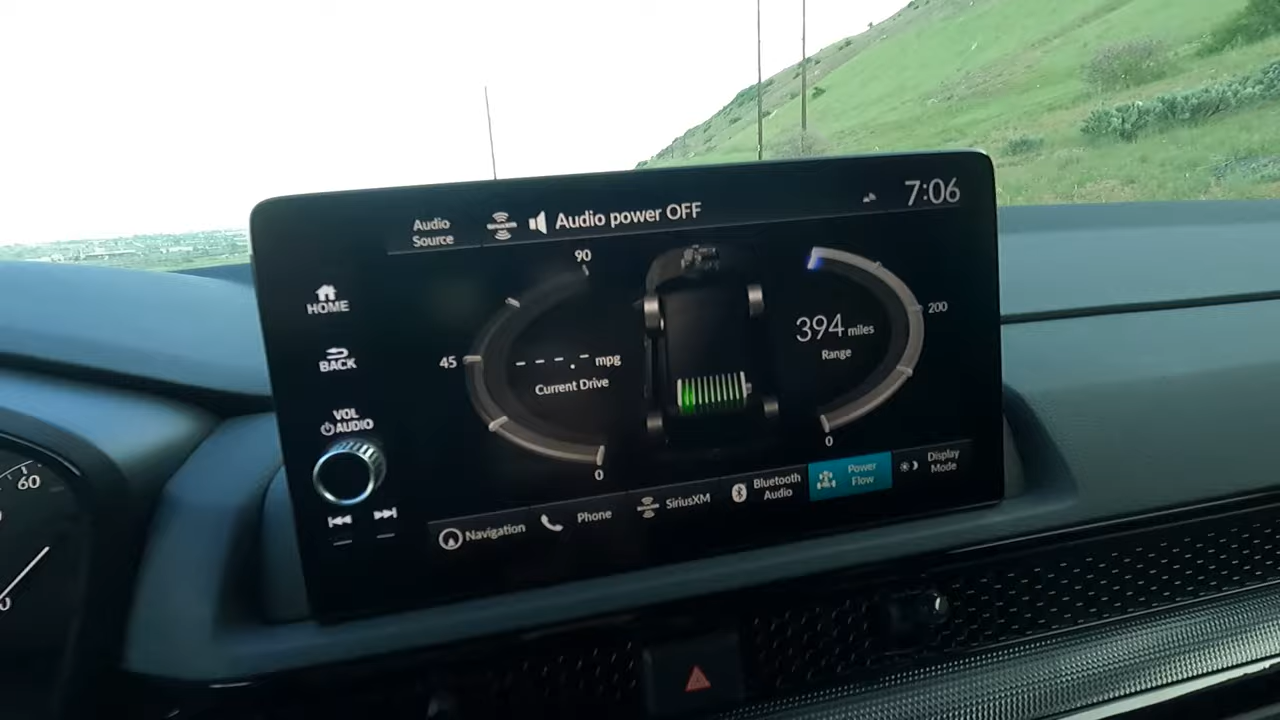 Audio
Source
siriusxm
Audio power OFF
7:06
HOME
BACK
VOL
AUDIO
90
45
0
- - - . - mpg
Current Drive
394 miles
Range
200
0
Navigation
Phone
SiriusXM
Bluetooth
Audio
Power
Flow
Display
Mode
60